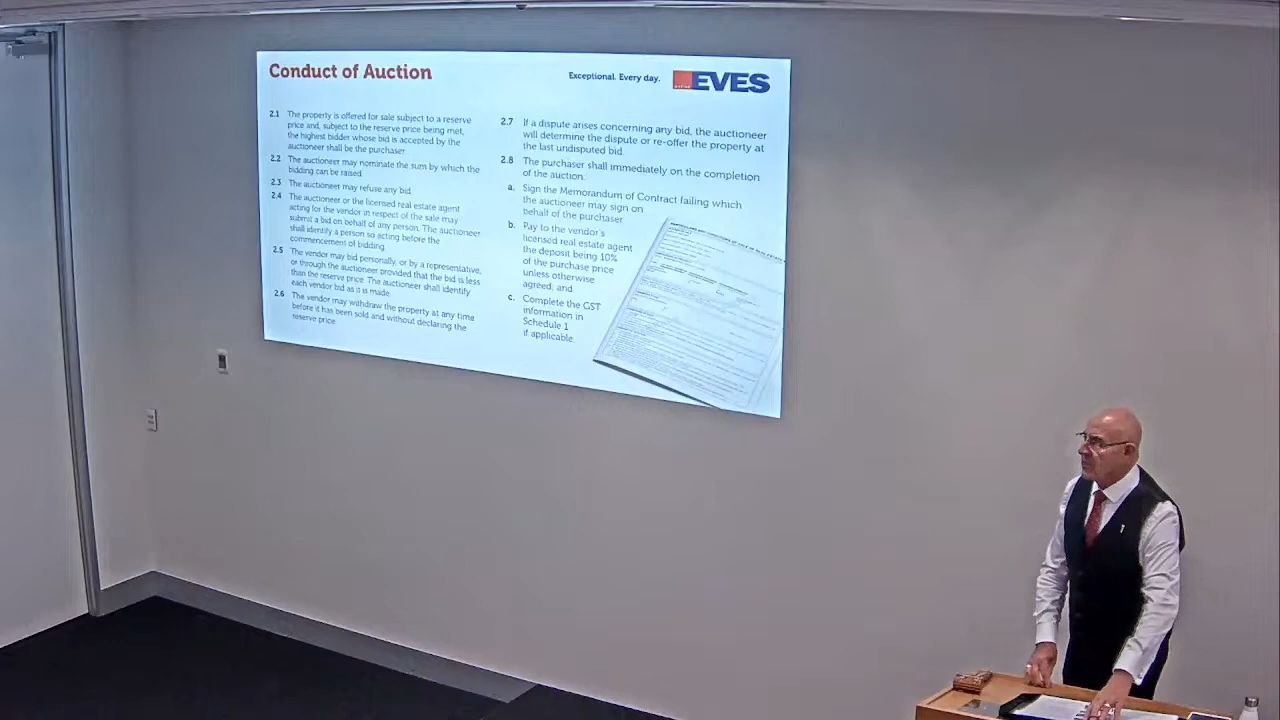 Conduct of Auction
Exceptional. Every day.
EVES
2.1 The property is offered for sale subject to a reserve
price and, subject to the reserve price being met,
the highest bidder whose bid is accepted by the
auctioneer shall be the purchaser.
2.2 The auctioneer may nominate the sum by which the
bidding can be raised.
2.3 The auctioneer may refuse any bid.
2.4 The auctioneer or the licensed real estate agent
acting for the vendor in respect of the sale may
submit a bid on behalf of any person. The auctioneer
shall identify a person so acting before the
commencement of bidding.
2.5 The vendor may bid personally, or by a representative,
or through the auctioneer provided that the bid is less
than the reserve price. The auctioneer shall identify
each vendor bid as it is made.
2.6 The vendor may withdraw the property at any time
before it has been sold and without declaring the
reserve price.
2.7 If a dispute arises concerning any bid, the auctioneer
will determine the dispute or re-offer the property at
the last undisputed bid.
2.8 The purchaser shall immediately on the completion
of the auction:
a. Sign the Memorandum of Contract failing which
the auctioneer may sign on
behalf of the purchaser.
b. Pay to the vendor's
licensed real estate agent
the deposit being 10%
of the purchase price
unless otherwise
agreed; and
c. Complete the GST
information in
Schedule 1
if applicable.